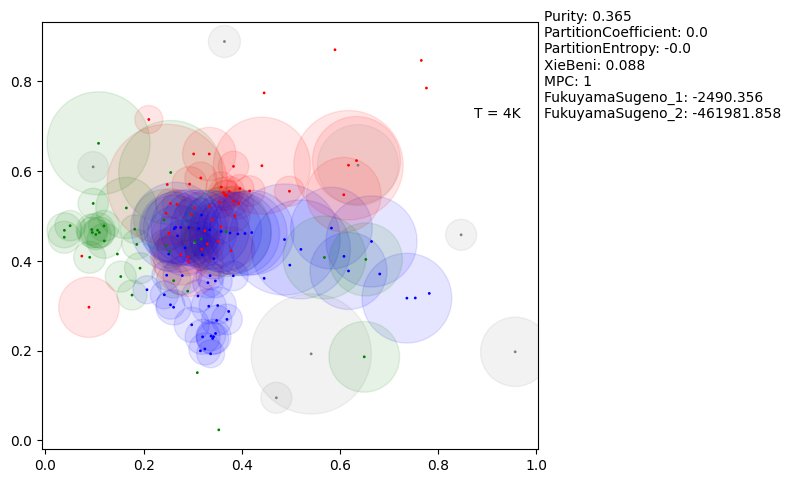 Purity: 0.365
PartitionCoefficient: 0.0
PartitionEntropy: -0.0
XieBeni: 0.088
MPC: 1
FukuyamaSugeno_1: -2490.356
FukuyamaSugeno_2: -461981.858
T = 4K
0.8
0.6
0.4
0.2
0.0
0.0 0.2 0.4 0.6 0.8 1.0